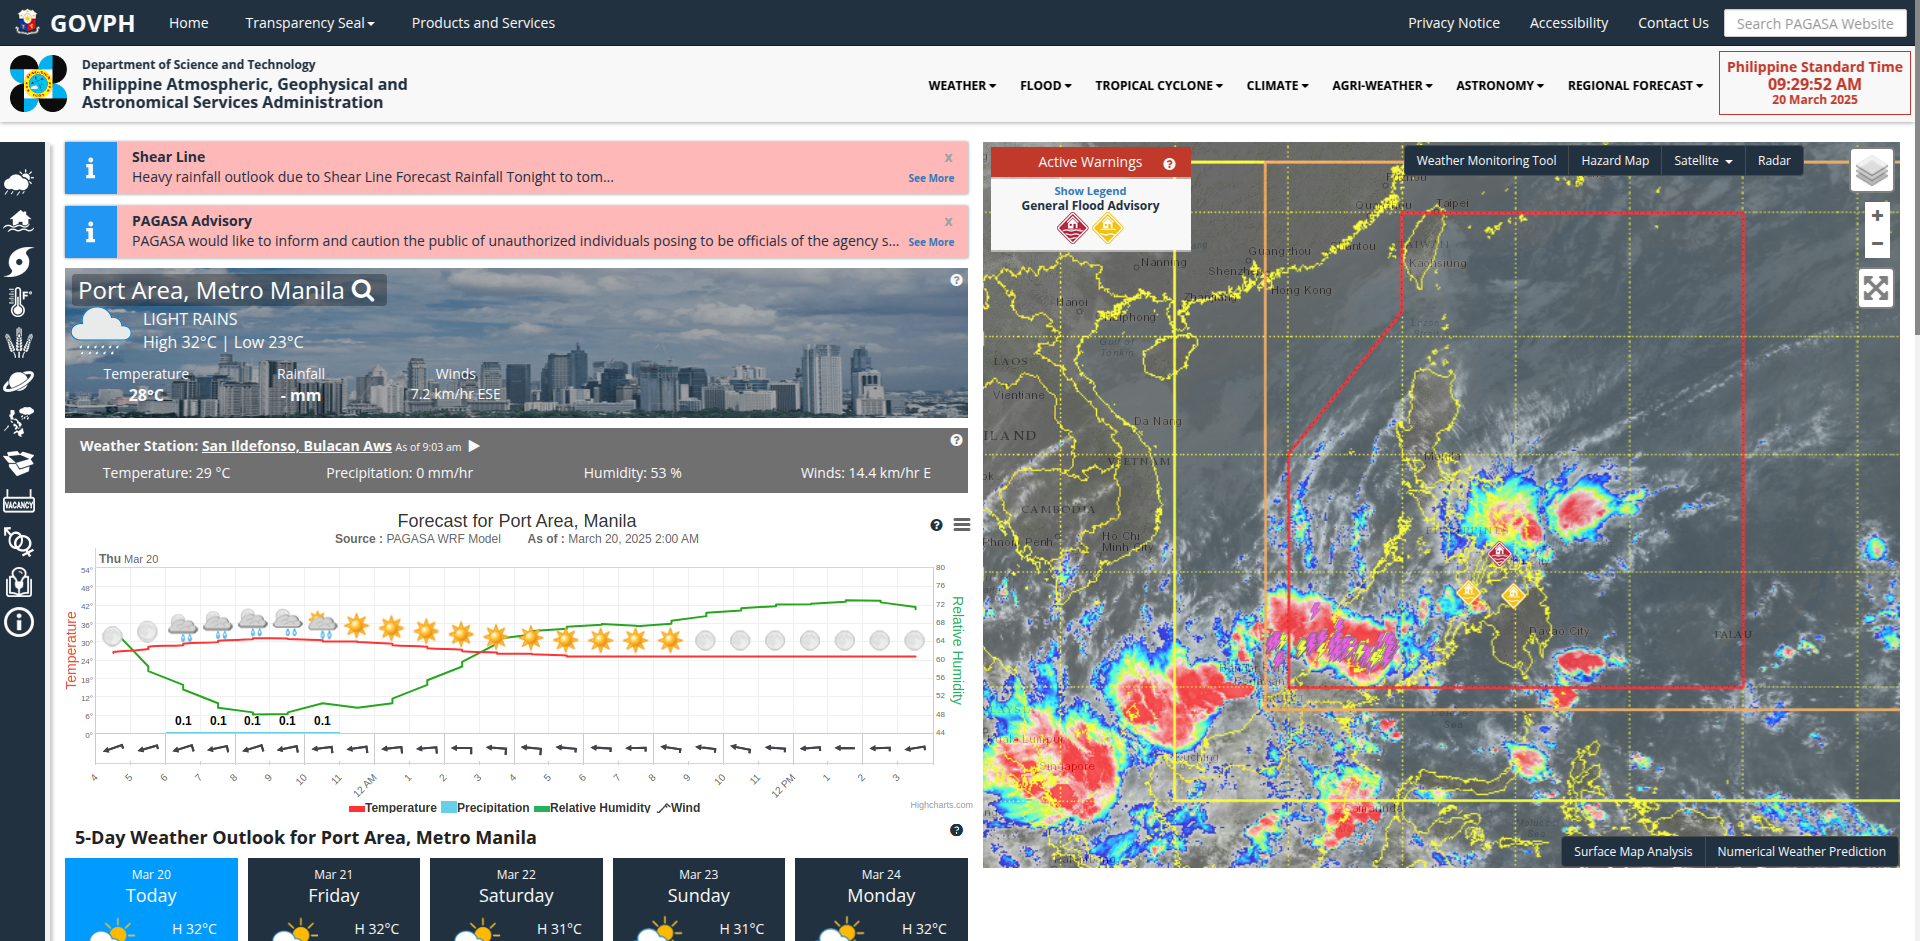 GOVPH
Home
Transparency Seal
Products and Services
Privacy Notice
Accessibility
Contact Us
Search PAGASA Website
Department of Science and Technology
Philippine Atmospheric, Geophysical and
Astronomical Services Administration
WEATHER
FLOOD
TROPICAL CYCLONE
CLIMATE
AGRI-WEATHER
ASTRONOMY
REGIONAL FORECAST
Philippine Standard Time
09:29:52 AM
20 March 2025
VACANCY
Shear Line
x
Heavy rainfall outlook due to Shear Line Forecast Rainfall Tonight to tom...
See More
PAGASA Advisory
x
PAGASA would like to inform and caution the public of unauthorized individuals posing to be officials of the agency s...
See More
Port Area, Metro Manila
LIGHT RAINS
High 32°C | Low 23°C
Temperature
Rainfall
Winds
28°C
- mm
7.2 km/hr ESE
Weather Station: San Ildefonso, Bulacan Aws As of 9:03 am
Temperature: 29 °C
Precipitation: 0 mm/hr
Humidity: 53 %
Winds: 14.4 km/hr E
Forecast for Port Area, Manila
Source : PAGASA WRF Model As of : March 20, 2025 2:00 AM
Thu Mar 20
Temperature
54°
48°
42°
36°
30°
24°
18°
12°
6°
0°
80
76
72
68
64
60
56
52
48
44
Relative Humidity
0.1 0.1 0.1 0.1 0.1
4 5 6 7 8 9 10 11 12 AM 1 2 3 4 5 6 7 8 9 10 11 12 PM 1 2 3
Temperature Precipitation Relative Humidity Wind
Highcharts.com
5-Day Weather Outlook for Port Area, Metro Manila
Mar 20
Today
H 32°C
Mar 21
Friday
H 32°C
Mar 22
Saturday
H 31°C
Mar 23
Sunday
H 31°C
Mar 24
Monday
H 32°C
Active Warnings
Show Legend
General Flood Advisory
Weather Monitoring Tool
Hazard Map
Satellite
Radar
+
−
Taipei
TAIWAN
Kaohsiung
Guangzhou
Nanning
Shenzhen
Hong Kong
Zhanjiang
Hanoi
Haiphong
Gulf of
Tonkin
LAOS
Vientiane
Da Nang
VIETNAM
CAMBODIA
Ho Chi
Minh City
Manila
Davao City
PALAU
Singapore
Kuching
Samarinda
Surface Map Analysis
Numerical Weather Prediction